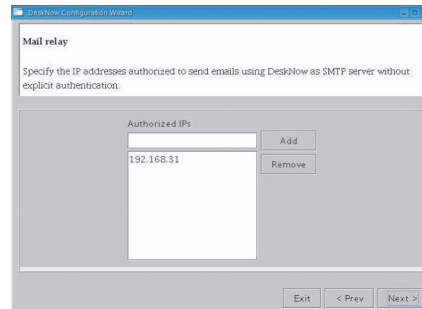 DeskNow Configuration Wizard
Mail relay
Specify the IP addresses authorized to send emails using DeskNow as SMTP server without
explicit authentication.
Authorized IPs
Add
192.168.31
Remove
Exit
< Prev
Next >